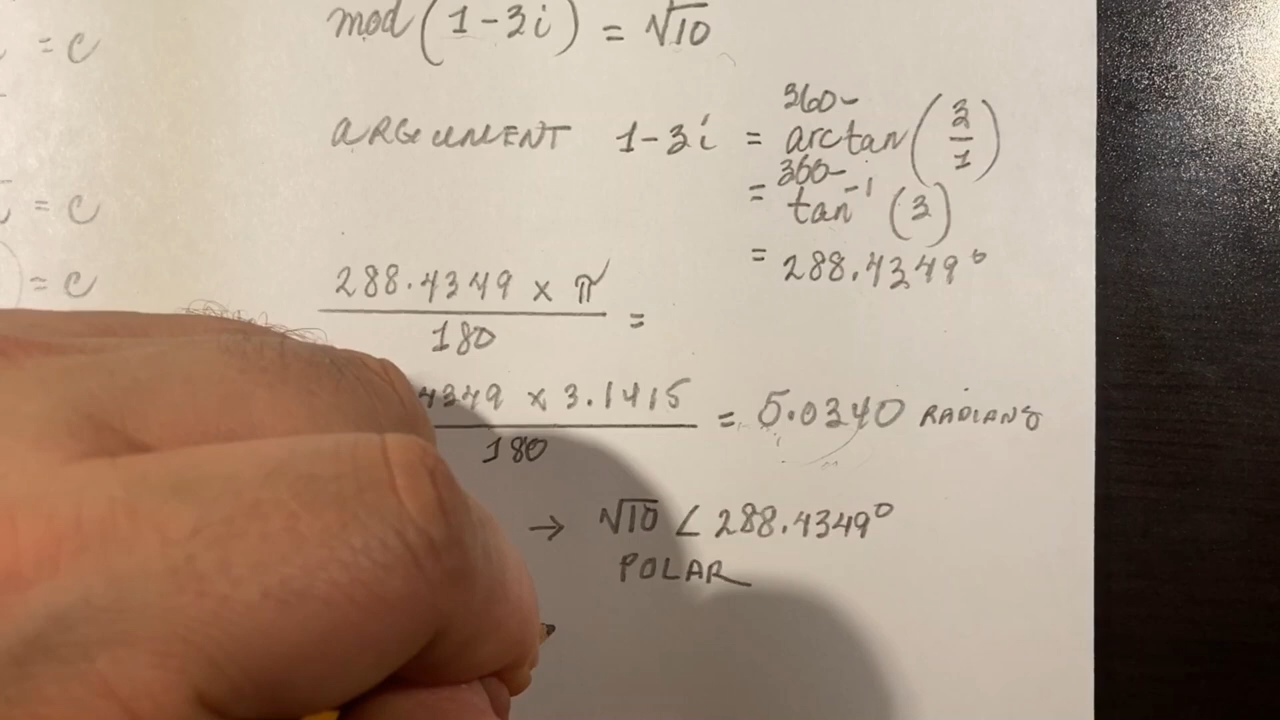 = c
mod(1-3i) = √10
360-
ARGUMENT 1-3i = arctan(3/1)
360-
= tan⁻¹(3)
= c
= 288.4349°
= c
288.4349 x π
180
=
4349 x 3.1415
180
= 5.0340 RADIANS
→ √10 ∠ 288.4349°
POLAR